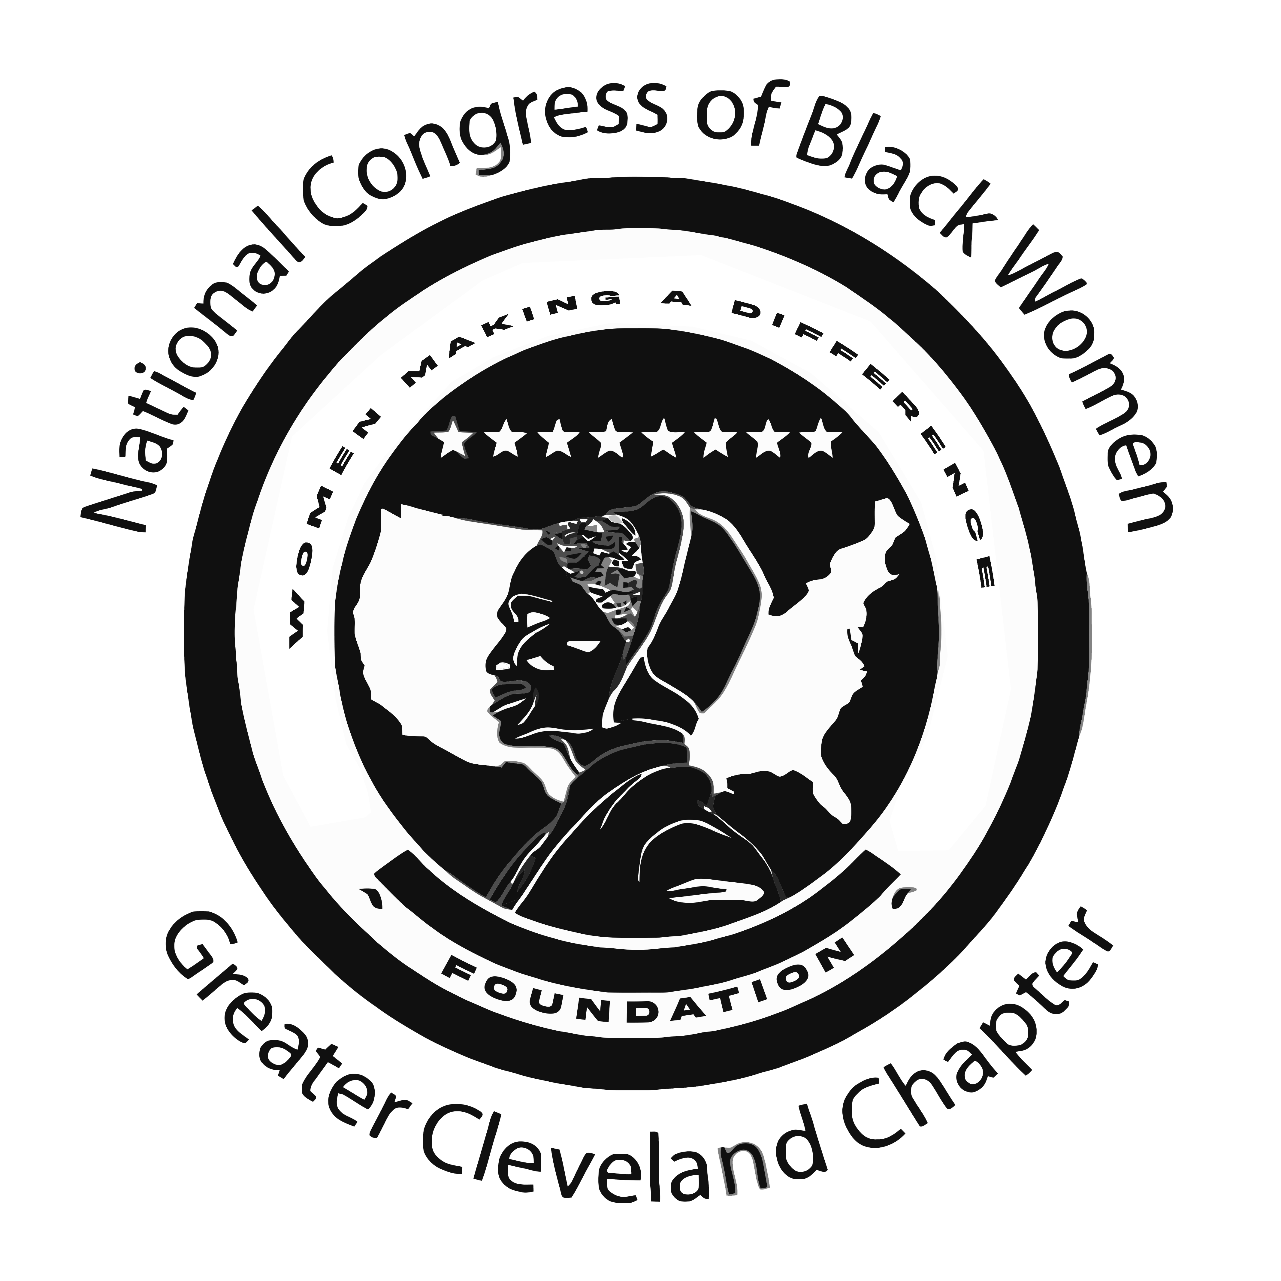 National Congress of Black Women
WOMEN MAKING A DIFFERENCE
FOUNDATION
Greater Cleveland Chapter